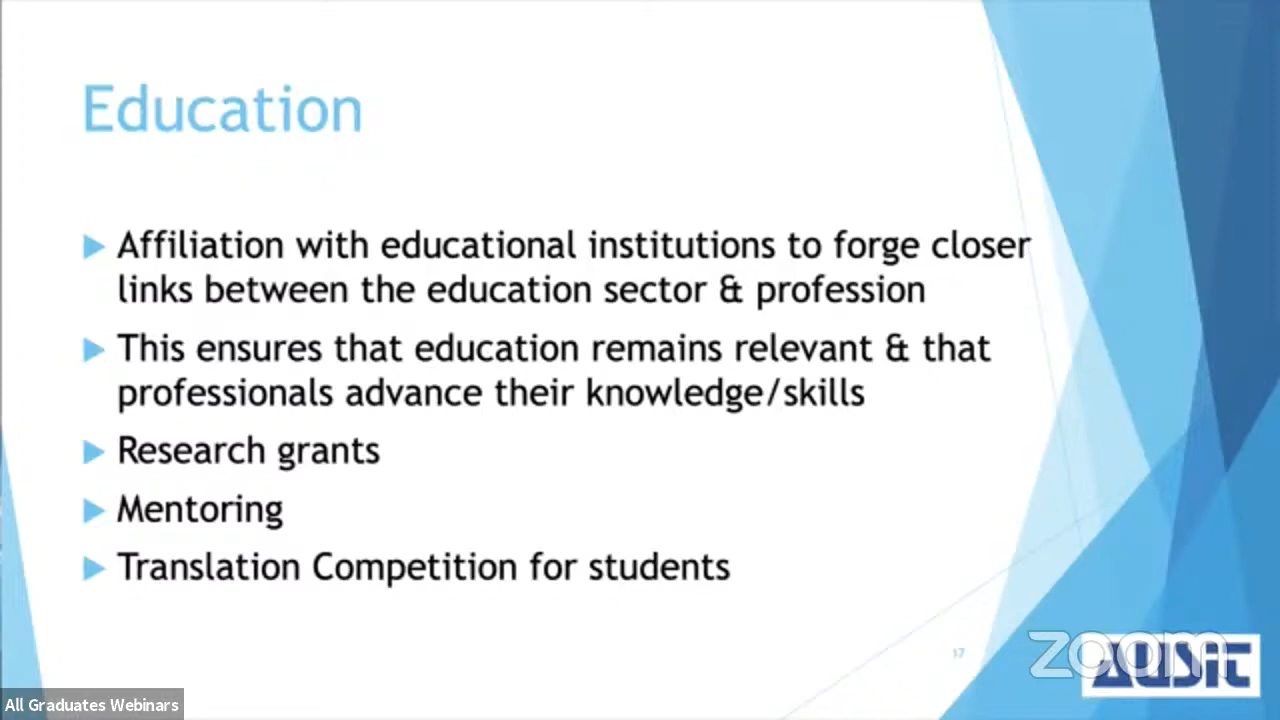 Education
Affiliation with educational institutions to forge closer
links between the education sector & profession
This ensures that education remains relevant & that
professionals advance their knowledge/skills
Research grants
Mentoring
Translation Competition for students
17
zoom
AUSiT
All Graduates Webinars